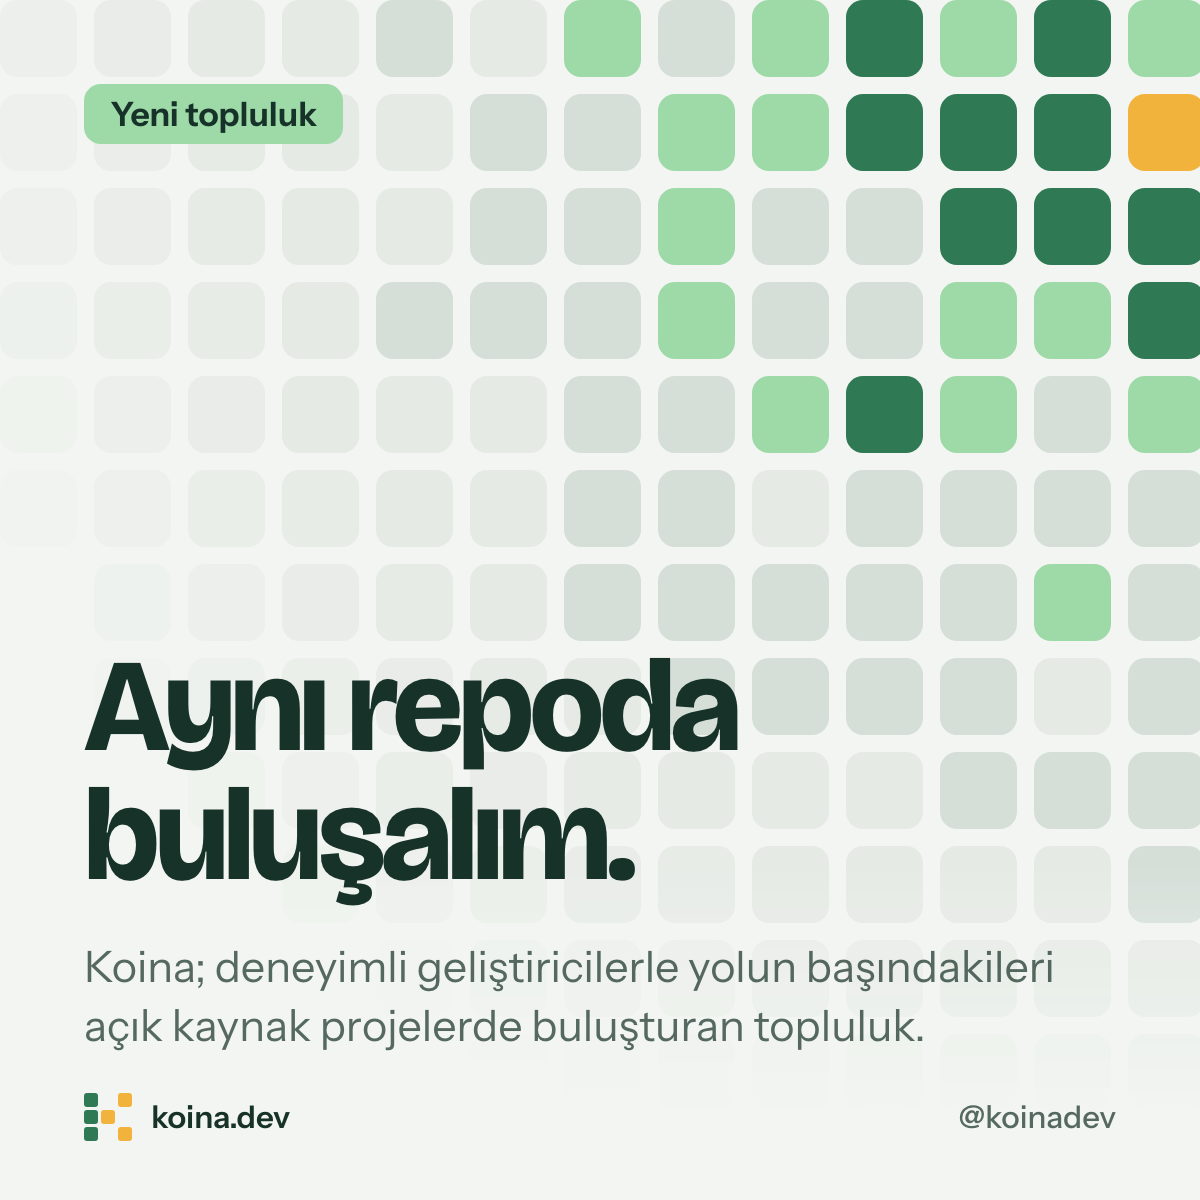 Yeni topluluk
Aynı repoda
buluşalım.
Koina; deneyimli geliştiricilerle yolun başındakileri
açık kaynak projelerde buluşturan topluluk.
koina.dev
@koinadev